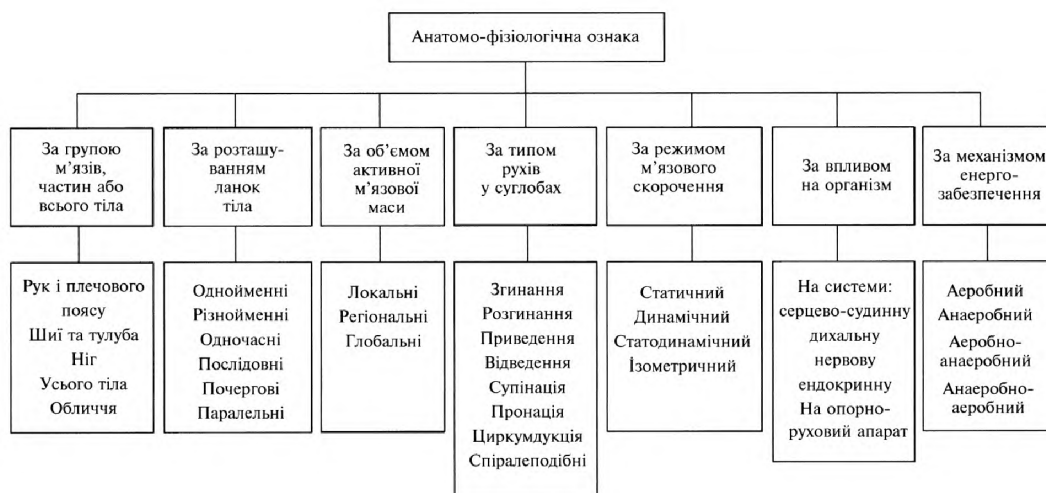 Анатомо-фізіологічна ознака
За групою
м’язів,
частин або
всього тіла
За розташу-
ванням
ланок
тіла
За об’ємом
активної
м’язової
маси
За типом
рухів
у суглобах
За режимом
м’язового
скорочення
За впливом
на організм
За механізмом
енерго-
забезпечення
Рук і плечового
поясу
Шиї та тулуба
Ніг
Усього тіла
Обличчя
Однойменні
Різнойменні
Одночасні
Послідовні
Почергові
Паралельні
Локальні
Регіональні
Глобальні
Згинання
Розгинання
Приведення
Відведення
Супінація
Пронація
Циркумдукція
Спіралеподібні
Статичний
Динамічний
Статодинамічний
Ізометричний
На системи:
серцево-судинну
дихальну
нервову
ендокринну
На опорно-
руховий апарат
Аеробний
Анаеробний
Аеробно-
анаеробний
Анаеробно-
аеробний